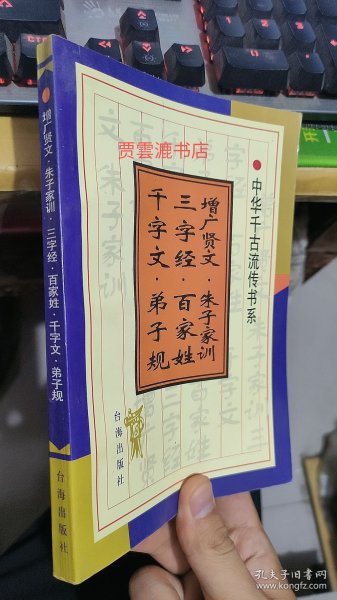 增广贤文·朱子家训·三字经·百家姓·千字文·弟子规
台海出版社
贾雲漉书店
中华千古流传书系
增广贤文·朱子家训
三字经·百家姓
千字文·弟子规
台海出版社
孔夫子旧书网
www.kongfz.com